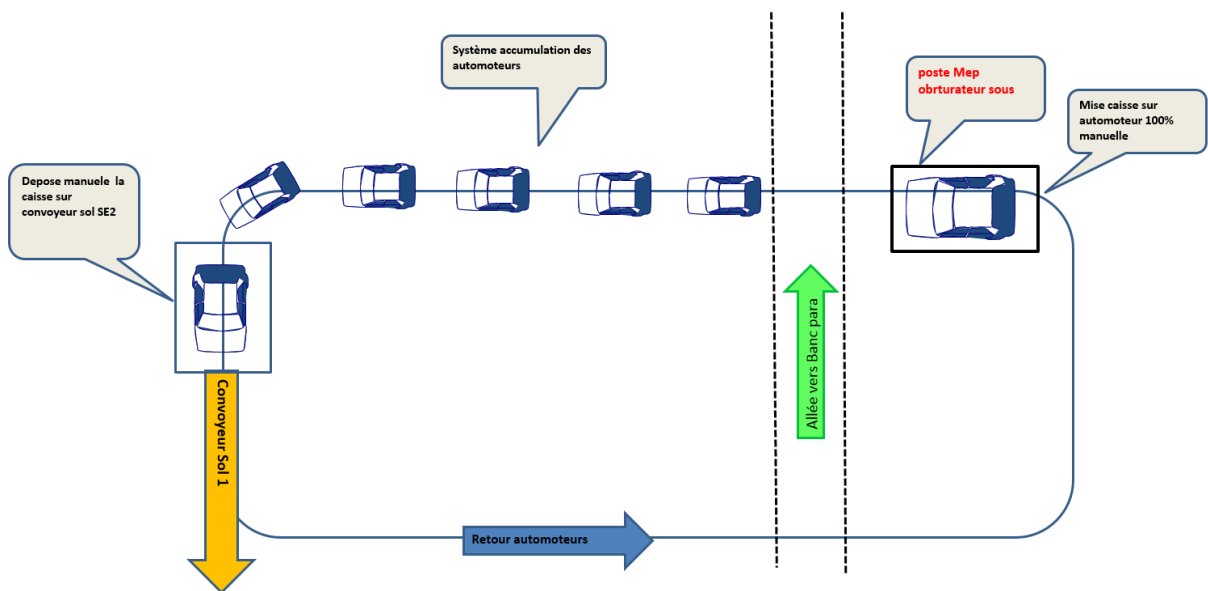 Système accumulation des
automoteurs
poste Mep
obrturateur sous
Mise caisse sur
automoteur 100%
manuelle
Depose manuele la
caisse sur
convoyeur sol SE2
Allée vers Banc para
Convoyeur Sol 1
Retour automoteurs